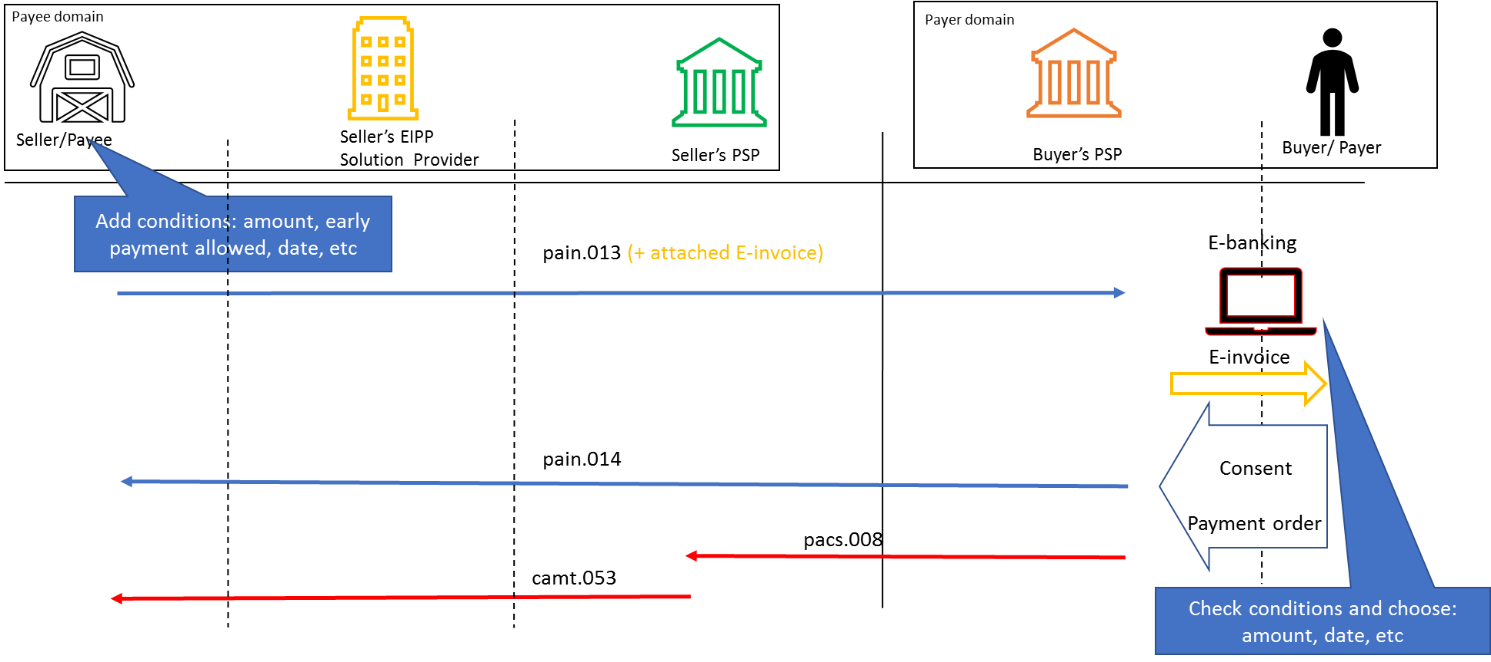 Payee domain
Payer domain
Seller/Payee
Seller’s EIPP
Solution Provider
Seller’s PSP
Buyer’s PSP
Buyer/ Payer
Add conditions: amount, early
payment allowed, date, etc
pain.013 (+ attached E-invoice)
E-banking
E-invoice
pain.014
Consent
Payment order
pacs.008
camt.053
Check conditions and choose:
amount, date, etc